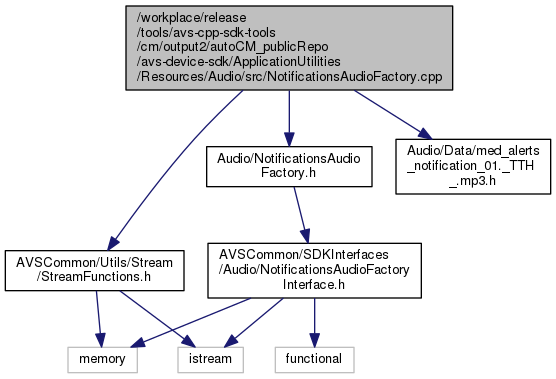 /workplace/release
/tools/avs-cpp-sdk-tools
/cm/output2/autoCM_publicRepo
/avs-device-sdk/ApplicationUtilities
/Resources/Audio/src/NotificationsAudioFactory.cpp
Audio/NotificationsAudio
Factory.h
Audio/Data/med_alerts
_notification_01._TTH
_.mp3.h
AVSCommon/Utils/Stream
/StreamFunctions.h
AVSCommon/SDKInterfaces
/Audio/NotificationsAudioFactory
Interface.h
memory
istream
functional